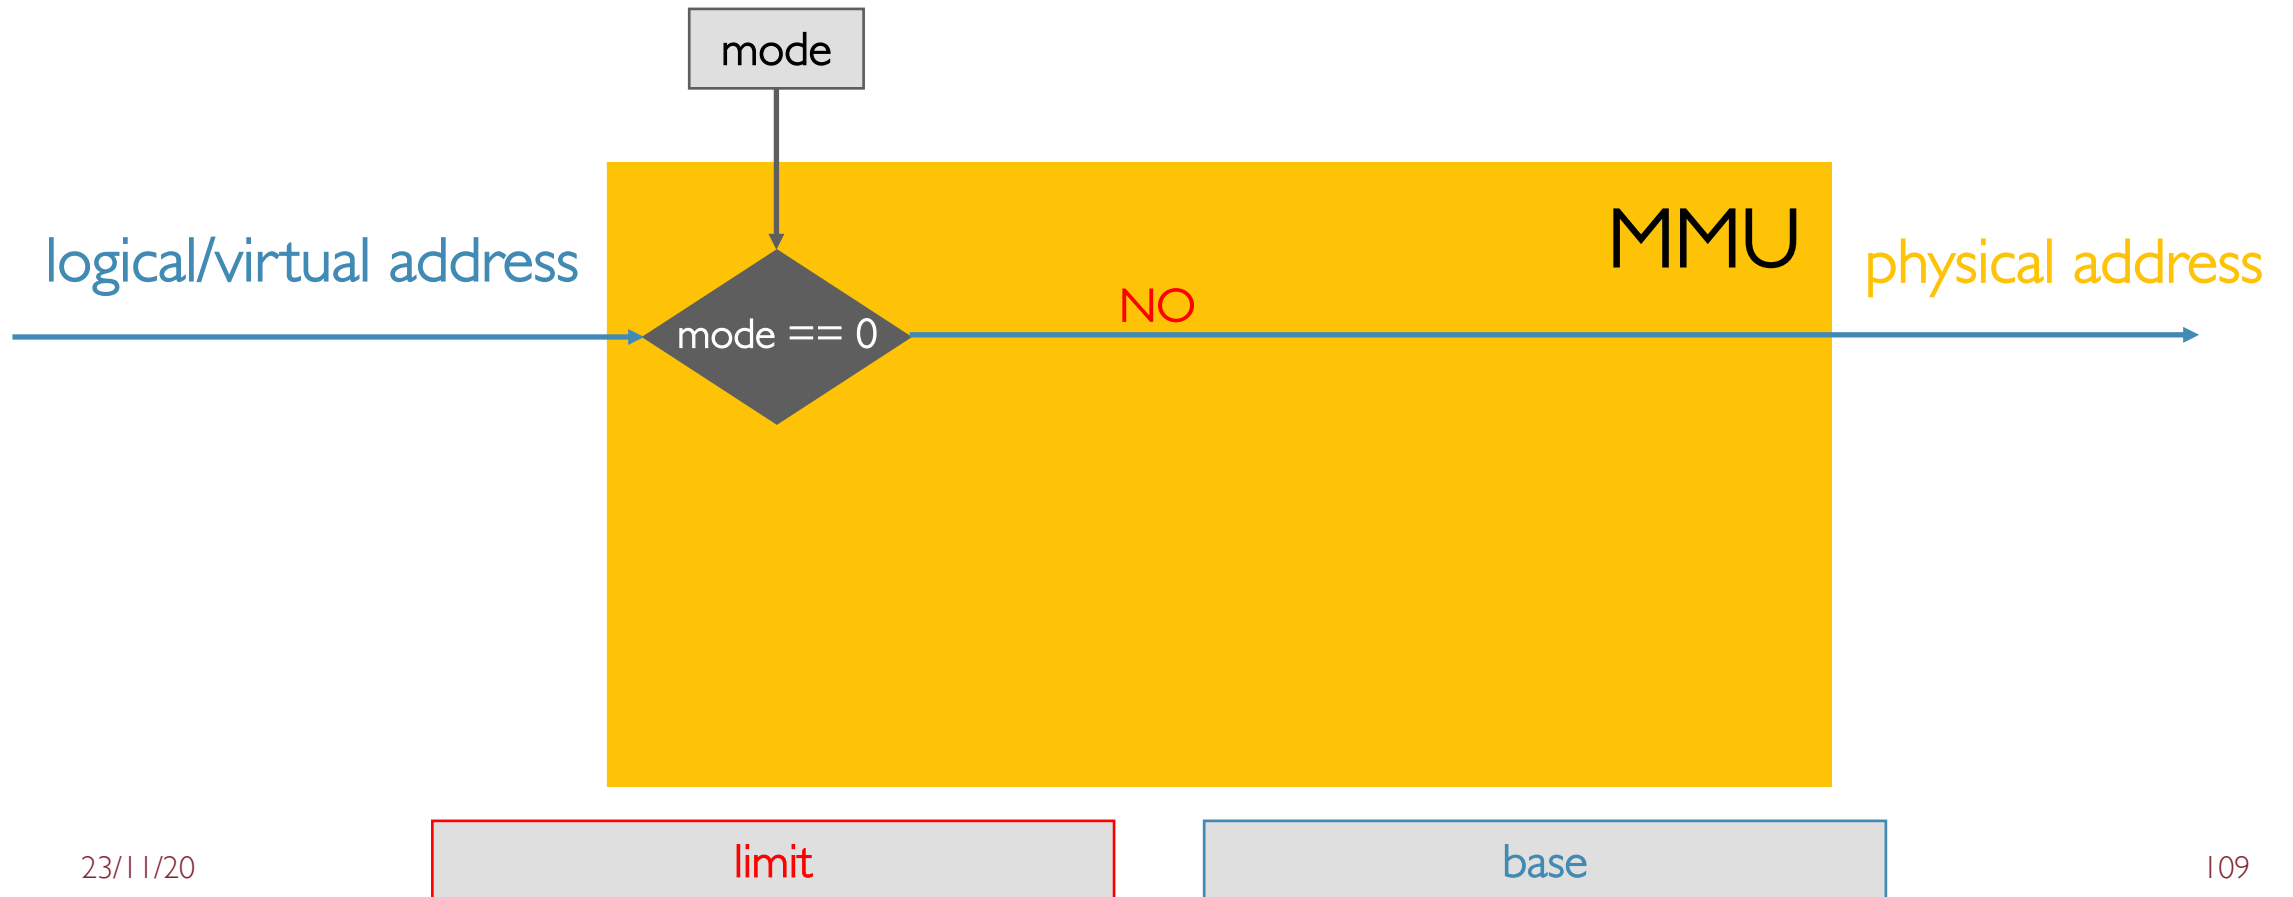 mode
MMU
logical/virtual address
physical address
NO
mode == 0
limit
base
23/11/20
109